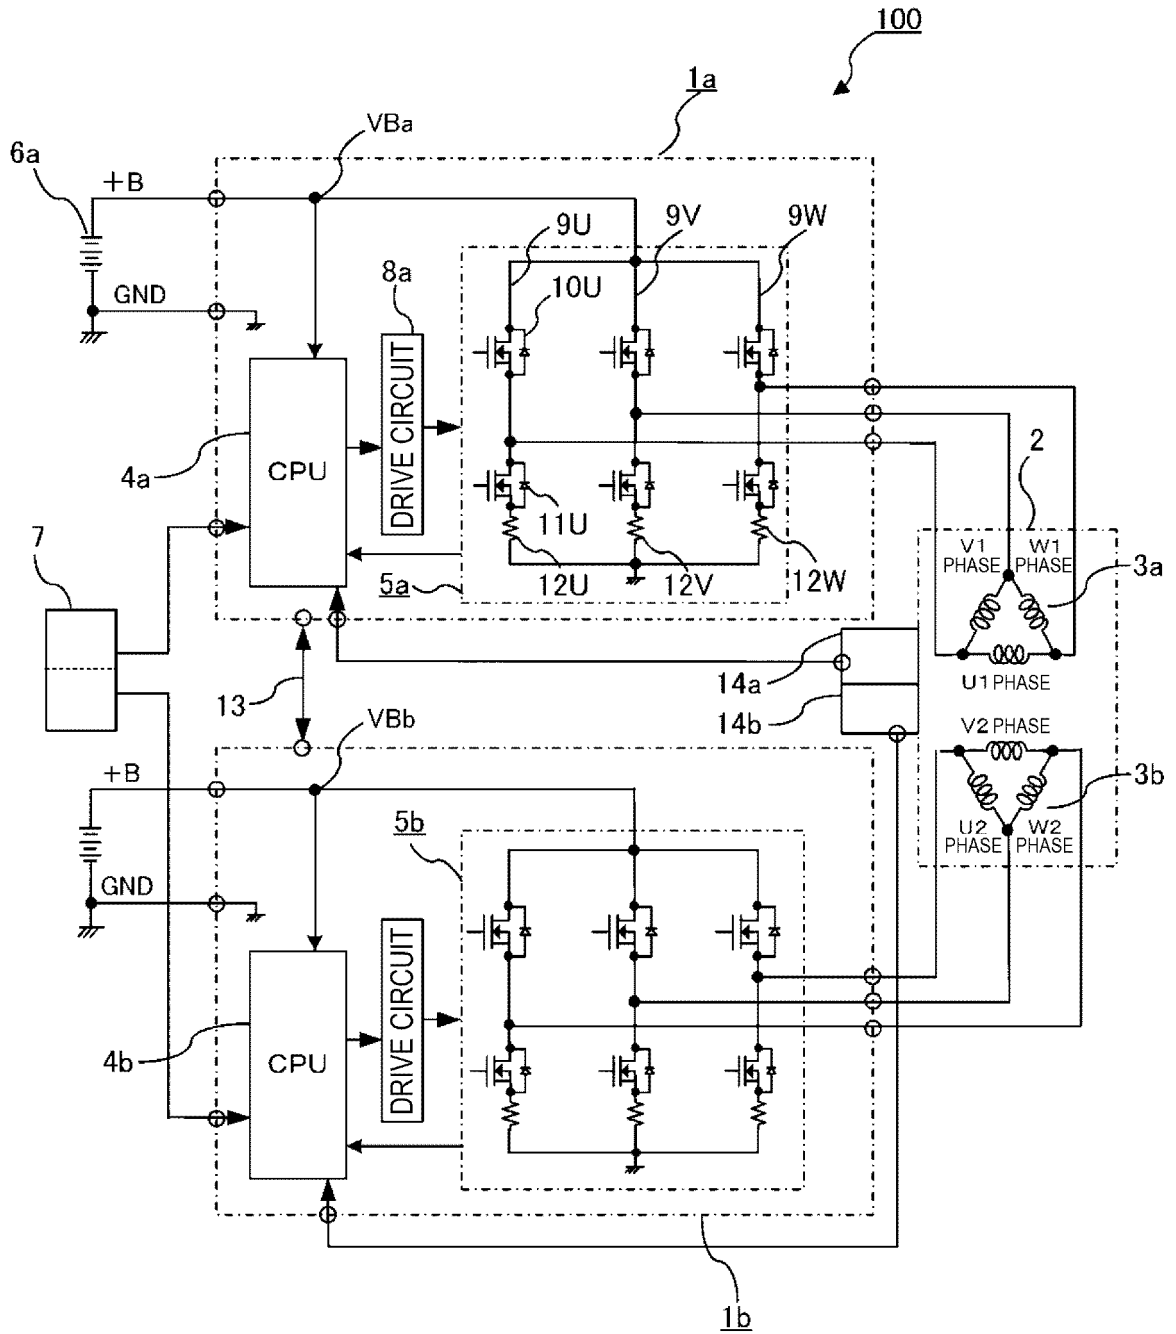 100
1a
VBa
6a
+B
9U
9V
9W
8a
10U
GND
DRIVE CIRCUIT
4a
CPU
2
11U
7
V1 PHASE
W1 PHASE
3a
12U
12V
12W
5a
14a
13
U1 PHASE
14b
VBb
V2 PHASE
+B
3b
5b
U2 PHASE
W2 PHASE
GND
DRIVE CIRCUIT
4b
CPU
1b